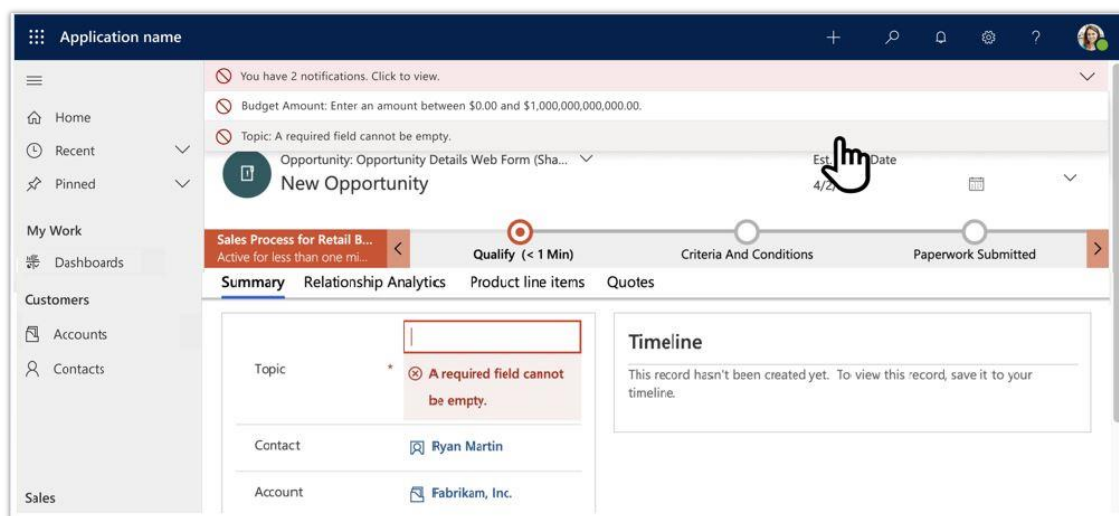 Application name
You have 2 notifications. Click to view.
Budget Amount: Enter an amount between $0.00 and $1,000,000,000,000.00.
Topic: A required field cannot be empty.
Home
Recent
Pinned
My Work
Dashboards
Customers
Accounts
Contacts
Sales
Opportunity: Opportunity Details Web Form (Sha...
New Opportunity
Est. Date
4/2/
Sales Process for Retail B...
Active for less than one mi...
Qualify (< 1 Min)
Criteria And Conditions
Paperwork Submitted
Summary Relationship Analytics Product line items Quotes
Topic *
A required field cannot
be empty.
Contact Ryan Martin
Account Fabrikam, Inc.
Timeline
This record hasn't been created yet. To view this record, save it to your
timeline.